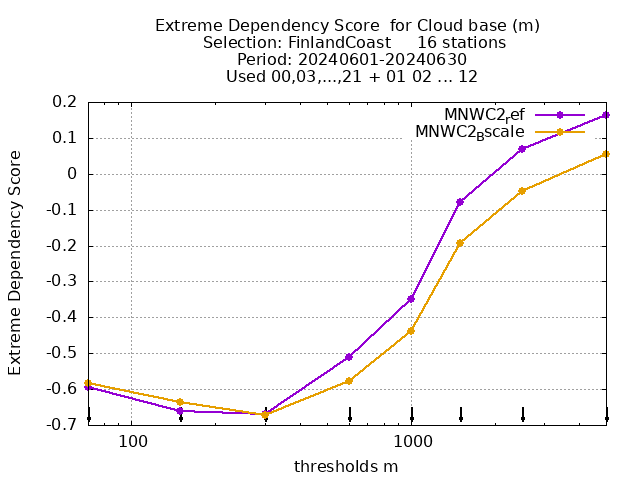 Extreme Dependency Score  for Cloud base (m)
Selection: FinlandCoast     16 stations
Period: 20240601-20240630
Used 00,03,...,21 + 01 02 ... 12
MNWC2ref
MNWC2Bscale
0.2
0.1
0
-0.1
-0.2
-0.3
-0.4
-0.5
-0.6
-0.7
Extreme Dependency Score
100
1000
thresholds m